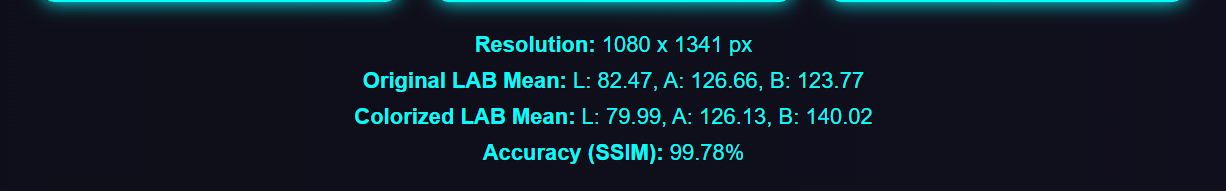 Resolution: 1080 x 1341 px
Original LAB Mean: L: 82.47, A: 126.66, B: 123.77
Colorized LAB Mean: L: 79.99, A: 126.13, B: 140.02
Accuracy (SSIM): 99.78%